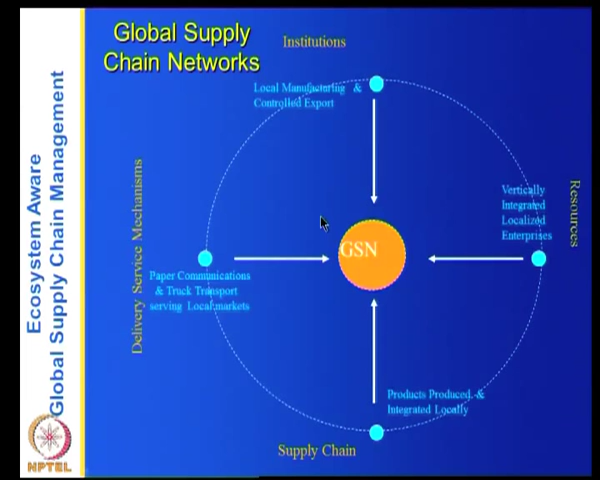 Global Supply
Chain Networks
Institutions
Local Manufacturing &
Controlled Export
Ecosystem Aware
Global Supply Chain Management
Delivery Service Mechanisms
Resources
Vertically
Integrated
Localized
Enterprises
GSN
Paper Communications
& Truck Transport
serving Local markets
Products Produced &
Integrated Locally
Supply Chain
NPTEL